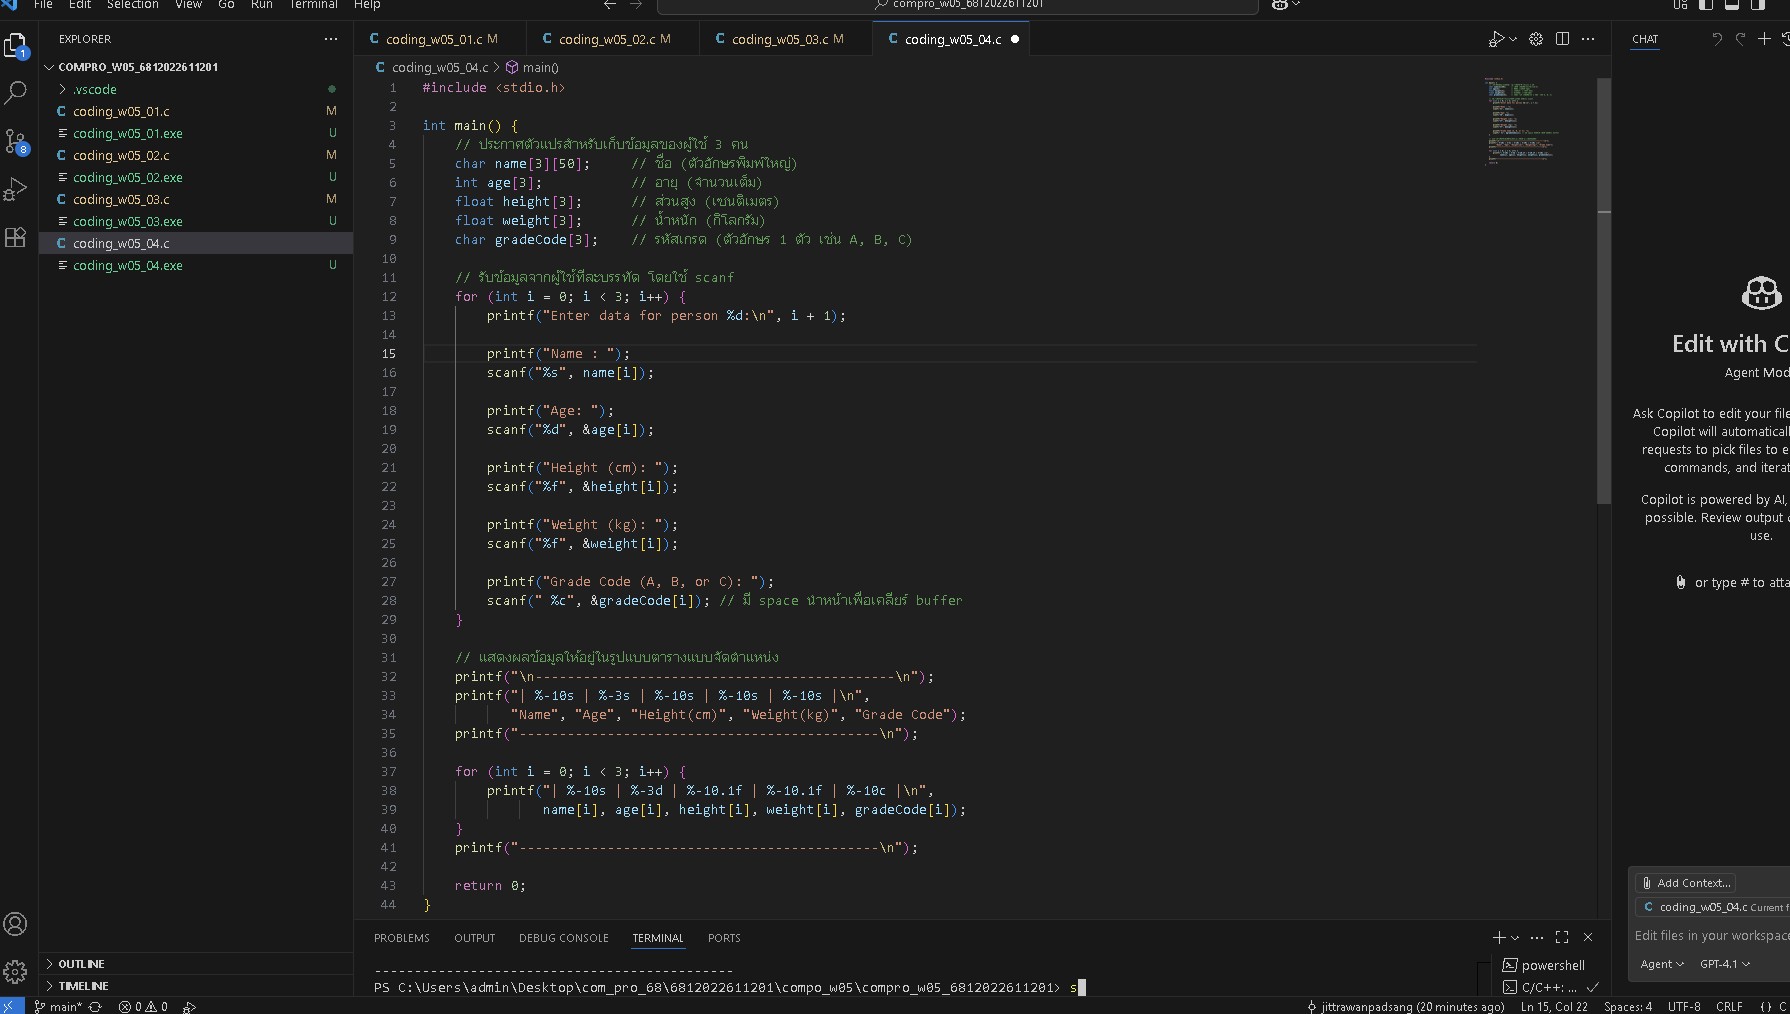 File Edit Selection View Go Run Terminal Help
compro_w05_6812022611201
EXPLORER
COMPRO_W05_6812022611201
.vscode
coding_w05_01.c M
coding_w05_01.exe U
coding_w05_02.c M
coding_w05_02.exe U
coding_w05_03.c M
coding_w05_03.exe U
coding_w05_04.c
coding_w05_04.exe U
OUTLINE
TIMELINE
1
8
coding_w05_01.c M coding_w05_02.c M coding_w05_03.c M coding_w05_04.c
coding_w05_04.c > main()
1 #include <stdio.h>
2
3 int main() {
4 // ประกาศตัวแปรสำหรับเก็บข้อมูลของผู้ใช้ 3 คน
5 char name[3][50]; // ชื่อ (ตัวอักษรพิมพ์ใหญ่)
6 int age[3]; // อายุ (จำนวนเต็ม)
7 float height[3]; // ส่วนสูง (เซนติเมตร)
8 float weight[3]; // น้ำหนัก (กิโลกรัม)
9 char gradeCode[3]; // รหัสเกรด (ตัวอักษร 1 ตัว เช่น A, B, C)
10
11 // รับข้อมูลจากผู้ใช้ทีละบรรทัด โดยใช้ scanf
12 for (int i = 0; i < 3; i++) {
13 printf("Enter data for person %d:\n", i + 1);
14
15 printf("Name : ");
16 scanf("%s", name[i]);
17
18 printf("Age: ");
19 scanf("%d", &age[i]);
20
21 printf("Height (cm): ");
22 scanf("%f", &height[i]);
23
24 printf("Weight (kg): ");
25 scanf("%f", &weight[i]);
26
27 printf("Grade Code (A, B, or C): ");
28 scanf(" %c", &gradeCode[i]); // มี space นำหน้าเพื่อเคลียร์ buffer
29 }
30
31 // แสดงผลข้อมูลให้อยู่ในรูปแบบตารางแบบจัดตำแหน่ง
32 printf("\n---------------------------------------------\n");
33 printf("| %-10s | %-3s | %-10s | %-10s | %-10s |\n",
34 "Name", "Age", "Height(cm)", "Weight(kg)", "Grade Code");
35 printf("---------------------------------------------\n");
36
37 for (int i = 0; i < 3; i++) {
38 printf("| %-10s | %-3d | %-10.1f | %-10.1f | %-10c |\n",
39 name[i], age[i], height[i], weight[i], gradeCode[i]);
40 }
41 printf("---------------------------------------------\n");
42
43 return 0;
44 }
PROBLEMS OUTPUT DEBUG CONSOLE TERMINAL PORTS
---------------------------------------------
PS C:\Users\admin\Desktop\com_pro_68\6812022611201\compo_w05\compro_w05_6812022611201> s
powershell
C/C++: ...
CHAT
Edit with C
Agent Mod
Ask Copilot to edit your file
Copilot will automaticall
requests to pick files to e
commands, and iterat
Copilot is powered by AI,
possible. Review output
use.
or type # to atta
Add Context...
coding_w05_04.c Current f
Edit files in your workspace
Agent GPT-4.1
main* 0 0 jittrawanpadsang (20 minutes ago) Ln 15, Col 22 Spaces: 4 UTF-8 CRLF {} C